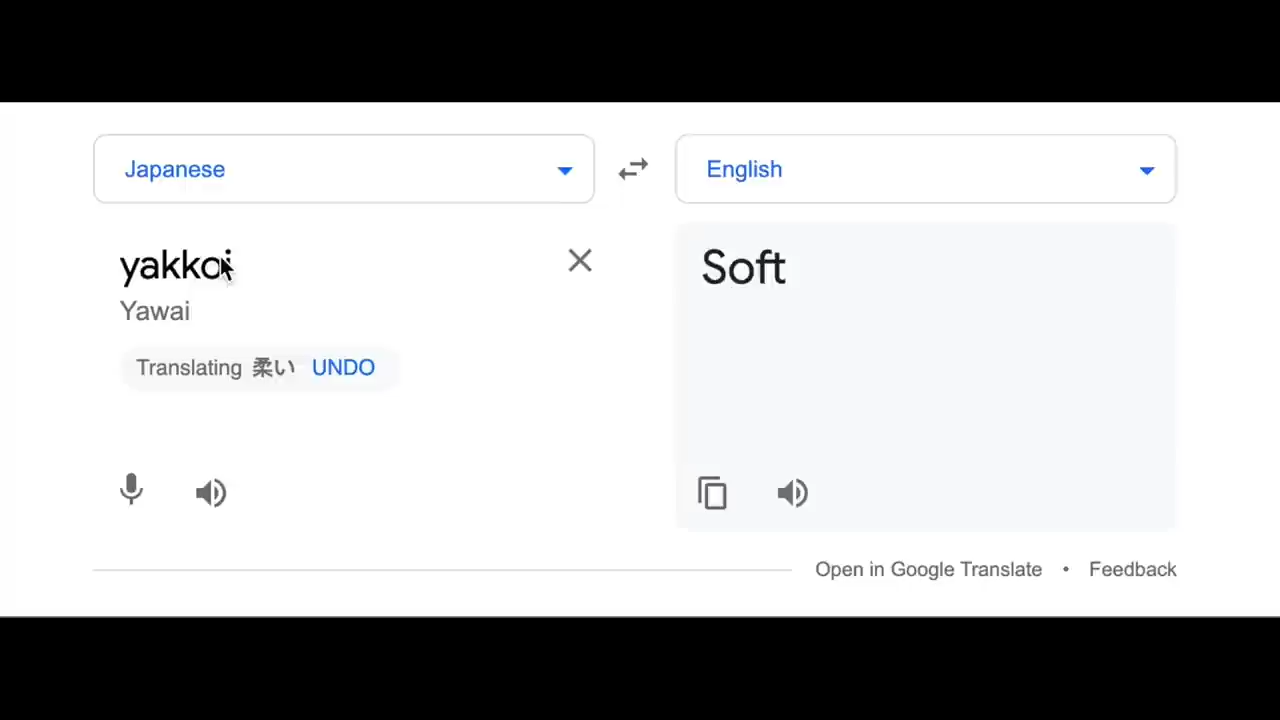 Japanese
English
yakkoi
Yawai
Translating 柔い UNDO
Soft
Open in Google Translate • Feedback